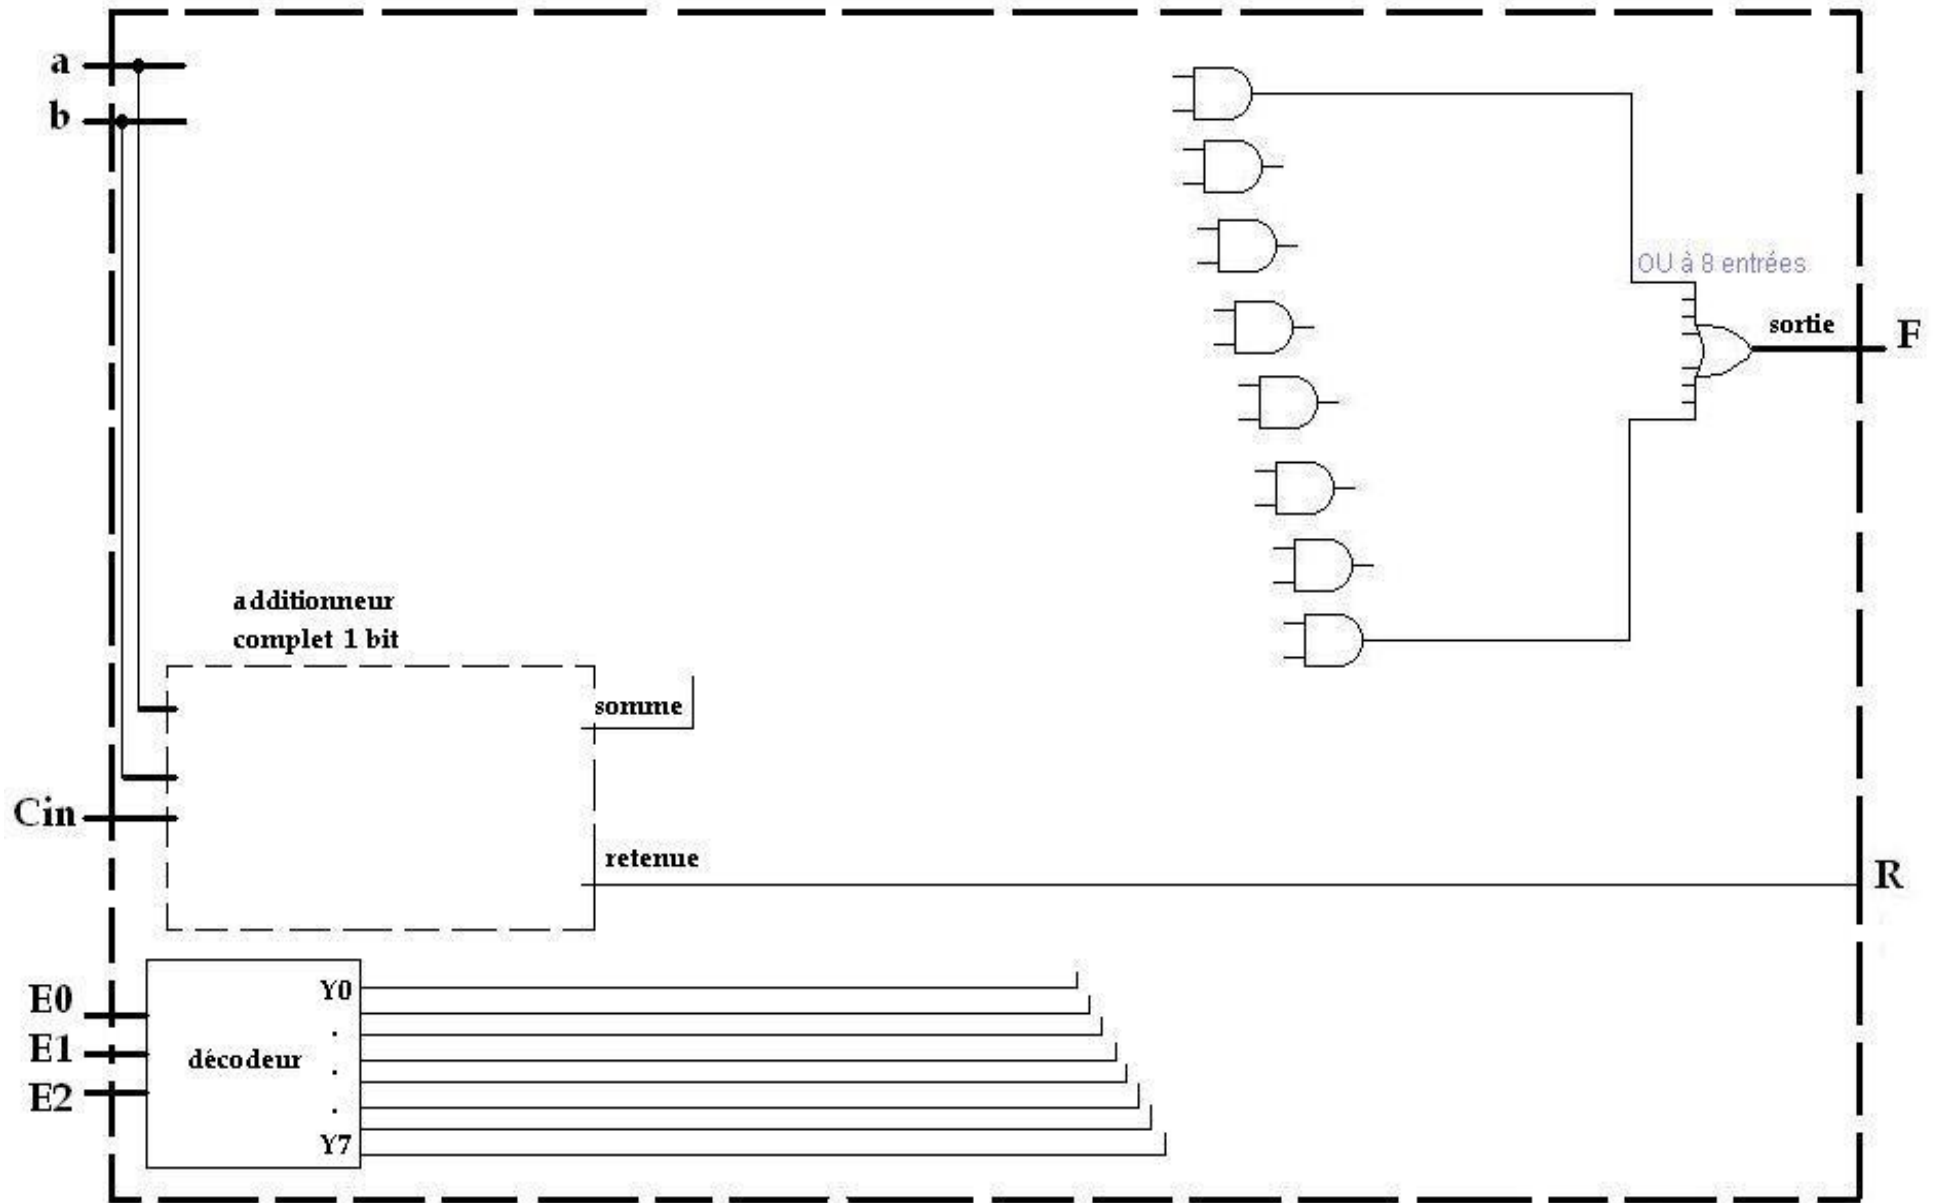 a
b
OU à 8 entrées
sortie
F
additionneur
complet 1 bit
somme
Cin
retenue
R
E0
Y0
E1
.
décodeur
.
E2
.
Y7